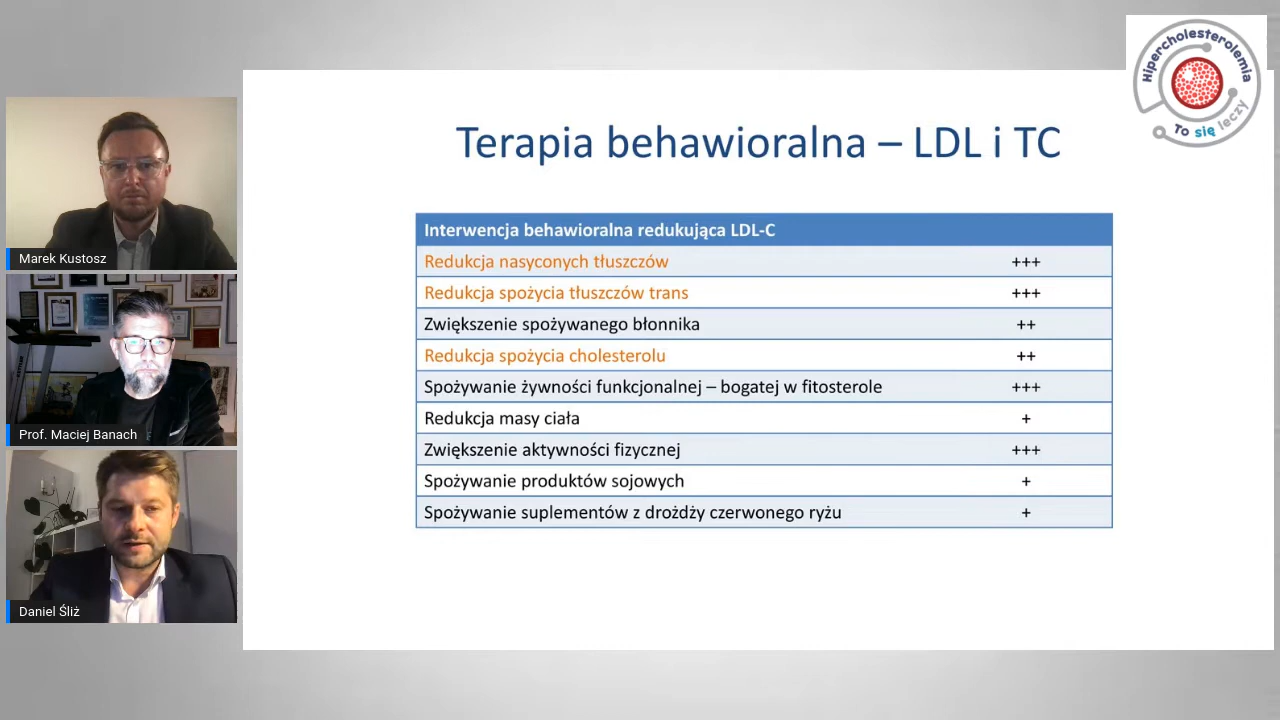 Hipercholesterolemia
To się leczy
Terapia behawioralna – LDL i TC
Interwencja behawioralna redukująca LDL-C
Redukcja nasyconych tłuszczów +++
Redukcja spożycia tłuszczów trans +++
Zwiększenie spożywanego błonnika ++
Redukcja spożycia cholesterolu ++
Spożywanie żywności funkcjonalnej – bogatej w fitosterole +++
Redukcja masy ciała +
Zwiększenie aktywności fizycznej +++
Spożywanie produktów sojowych +
Spożywanie suplementów z drożdży czerwonego ryżu +
Marek Kustosz
Prof. Maciej Banach
Daniel Śliż